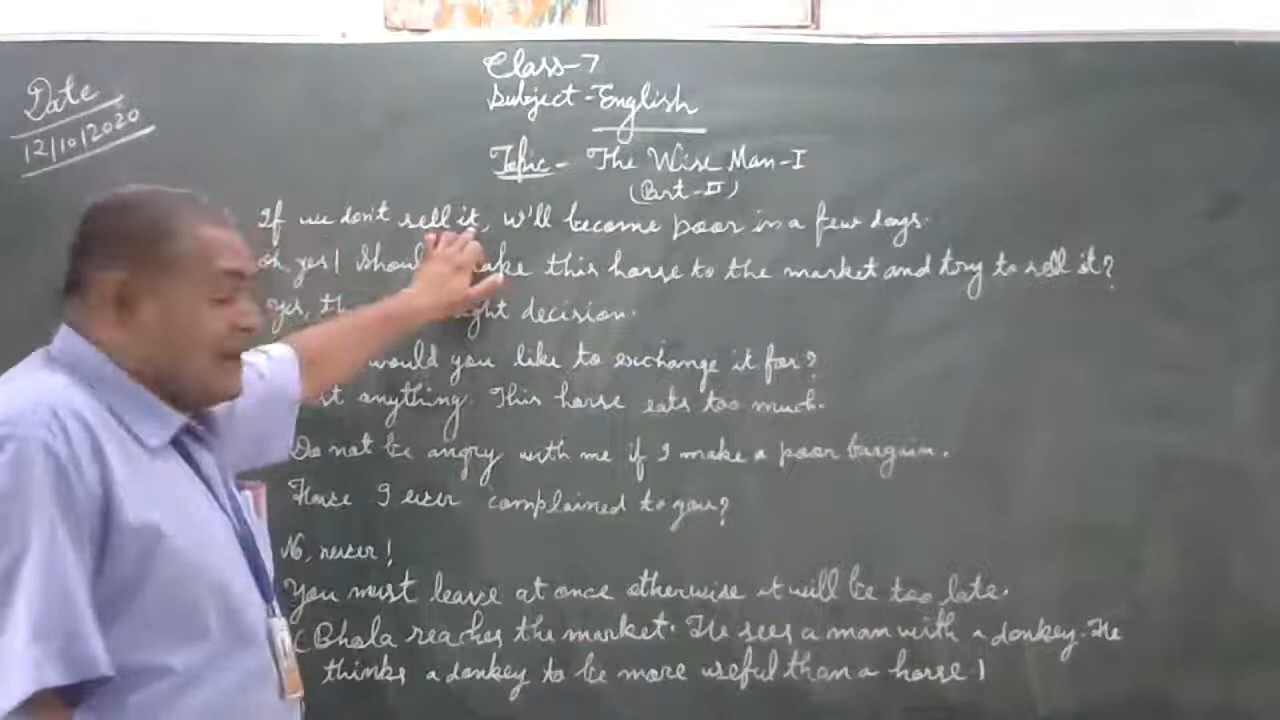 Date
12/10/2020
Class-7
Subject-English
Topic- The Wise Man-I
(Part-II)
If we don't sell it, w'll become poor in a few days.
oh yes! Shoul ake this horse to the market and try to sell it?
Yes, th ght decision.
would you like to exchange it for?
st anything. This horse eats too much.
Do not be angry with me if I make a poor bargain.
Have I ever complained to you?
No, never!
You must leave at once otherwise it will be too late.
(Bhola reaches the market. He sees a man with a donkey. He
thinks a donkey to be more useful than a horse)